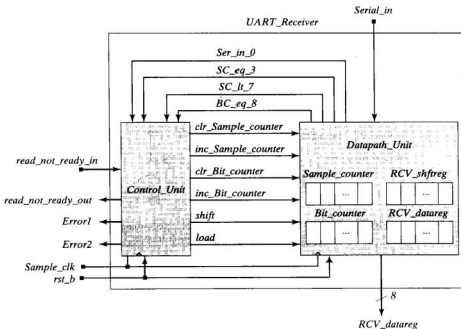 UART_Receiver
Serial_in
Ser_in_0
SC_eq_3
SC_lt_7
BC_eq_8
clr_Sample_counter
inc_Sample_counter
clr_Bit_counter
inc_Bit_counter
shift
load
Control_Unit
Datapath_Unit
Sample_counter RCV_shftreg
... ...
Bit_counter RCV_datareg
... ...
read_not_ready_in
read_not_ready_out
Error1
Error2
Sample_clk
rst_b
8
RCV_datareg